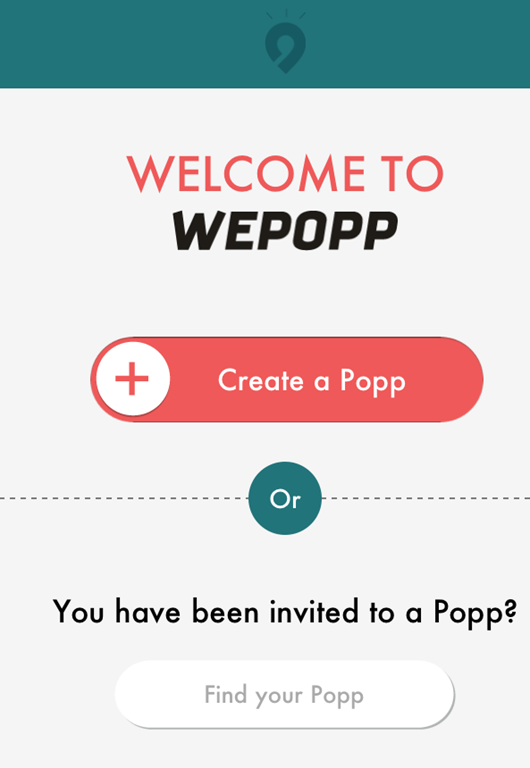 WELCOME TO
WEPOPP
Create a Popp
Or
You have been invited to a Popp?
Find your Popp